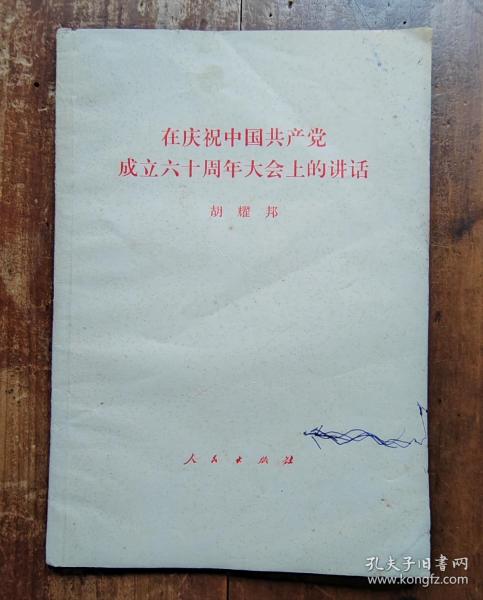 在庆祝中国共产党
成立六十周年大会上的讲话
胡耀邦
人民出版社
孔夫子旧书网
www.kongfz.com